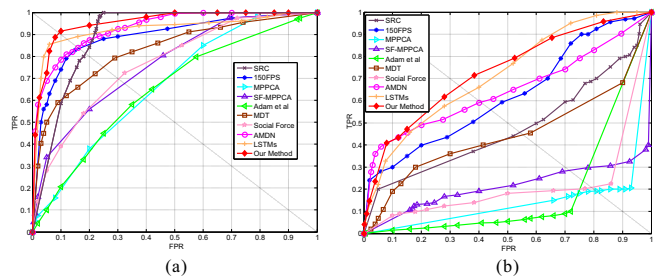 1
0.9
0.8
0.7
0.6
0.5
0.4
0.3
0.2
0.1
0
TPR
SRC
150FPS
MPPCA
SF-MPPCA
Adam et al
MDT
Social Force
AMDN
LSTMs
Our Method
0 0.1 0.2 0.3 0.4 0.5 0.6 0.7 0.8 0.9 1
FPR
(a)
1
0.9
0.8
0.7
0.6
0.5
0.4
0.3
0.2
0.1
0
TPR
SRC
150FPS
MPPCA
SF-MPPCA
Adam et al
MDT
Social Force
AMDN
LSTMs
Our Method
0 0.1 0.2 0.3 0.4 0.5 0.6 0.7 0.8 0.9 1
FPR
(b)